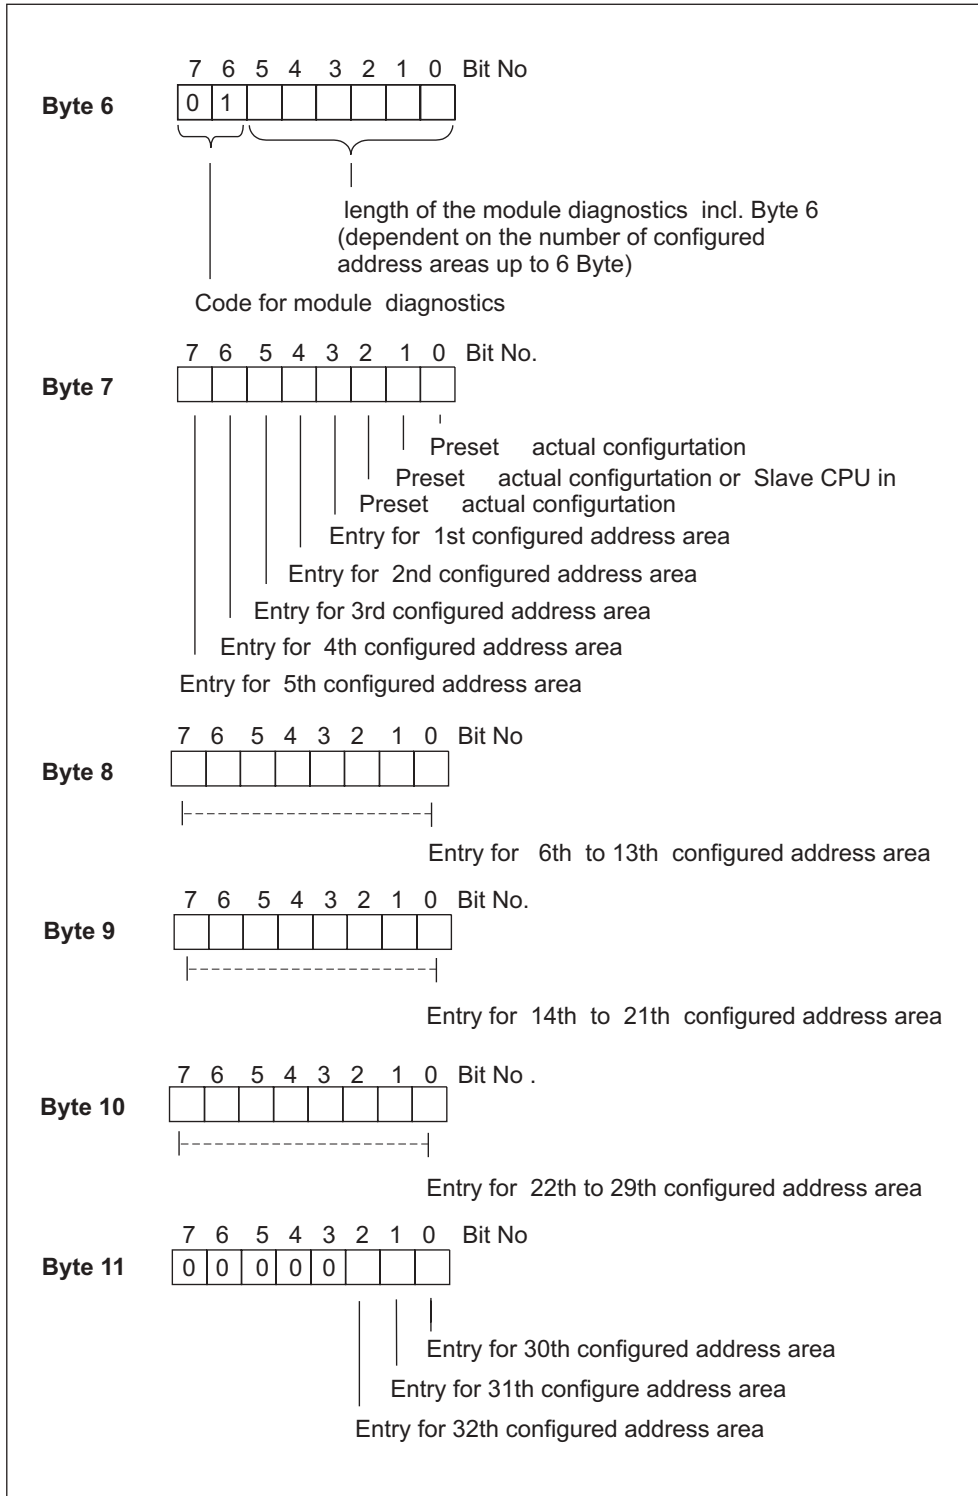 7 6 5 4 3 2 1 0 Bit No
Byte 6
0 1
length of the module diagnostics incl. Byte 6
(dependent on the number of configured
address areas up to 6 Byte)
Code for module diagnostics
7 6 5 4 3 2 1 0 Bit No.
Byte 7
Preset actual configurtation
Preset actual configurtation or Slave CPU in
Preset actual configurtation
Entry for 1st configured address area
Entry for 2nd configured address area
Entry for 3rd configured address area
Entry for 4th configured address area
Entry for 5th configured address area
7 6 5 4 3 2 1 0 Bit No
Byte 8
Entry for 6th to 13th configured address area
7 6 5 4 3 2 1 0 Bit No.
Byte 9
Entry for 14th to 21th configured address area
7 6 5 4 3 2 1 0 Bit No .
Byte 10
Entry for 22th to 29th configured address area
7 6 5 4 3 2 1 0 Bit No
Byte 11
0 0 0 0 0
Entry for 30th configured address area
Entry for 31th configure address area
Entry for 32th configured address area